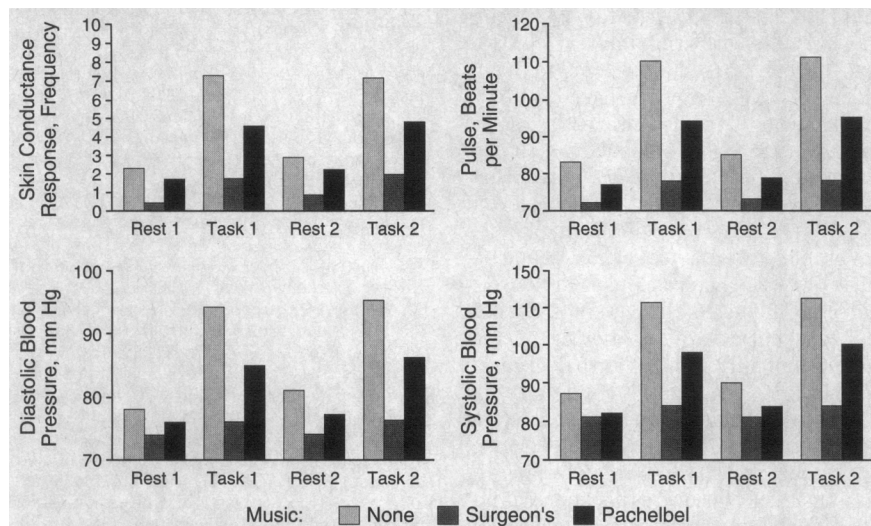 Skin Conductance
Response, Frequency
10
9
8
7
6
5
4
3
2
1
0
Rest 1 Task 1 Rest 2 Task 2
Pulse, Beats
per Minute
120
110
100
90
80
70
Rest 1 Task 1 Rest 2 Task 2
Diastolic Blood
Pressure, mm Hg
100
90
80
70
Rest 1 Task 1 Rest 2 Task 2
Systolic Blood
Pressure, mm Hg
150
110
100
90
80
70
Rest 1 Task 1 Rest 2 Task 2
Music: None Surgeon's Pachelbel